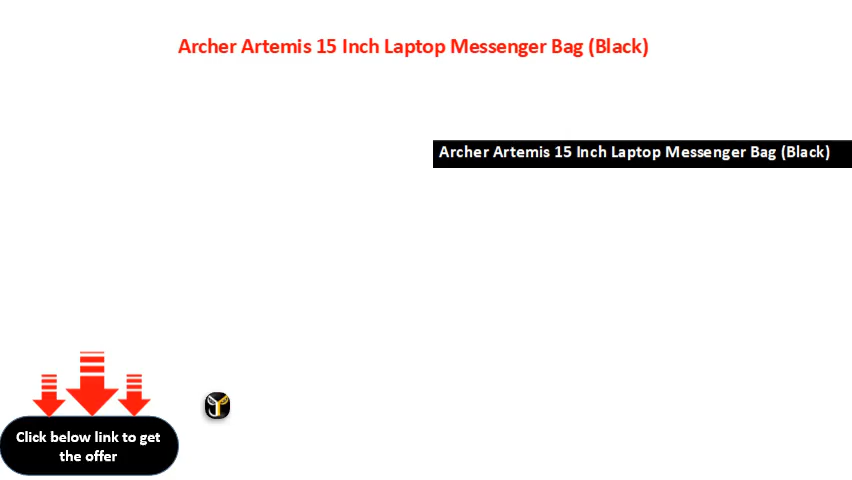 Archer Artemis 15 Inch Laptop Messenger Bag (Black)
Archer Artemis 15 Inch Laptop Messenger Bag (Black)
Click below link to get
the offer